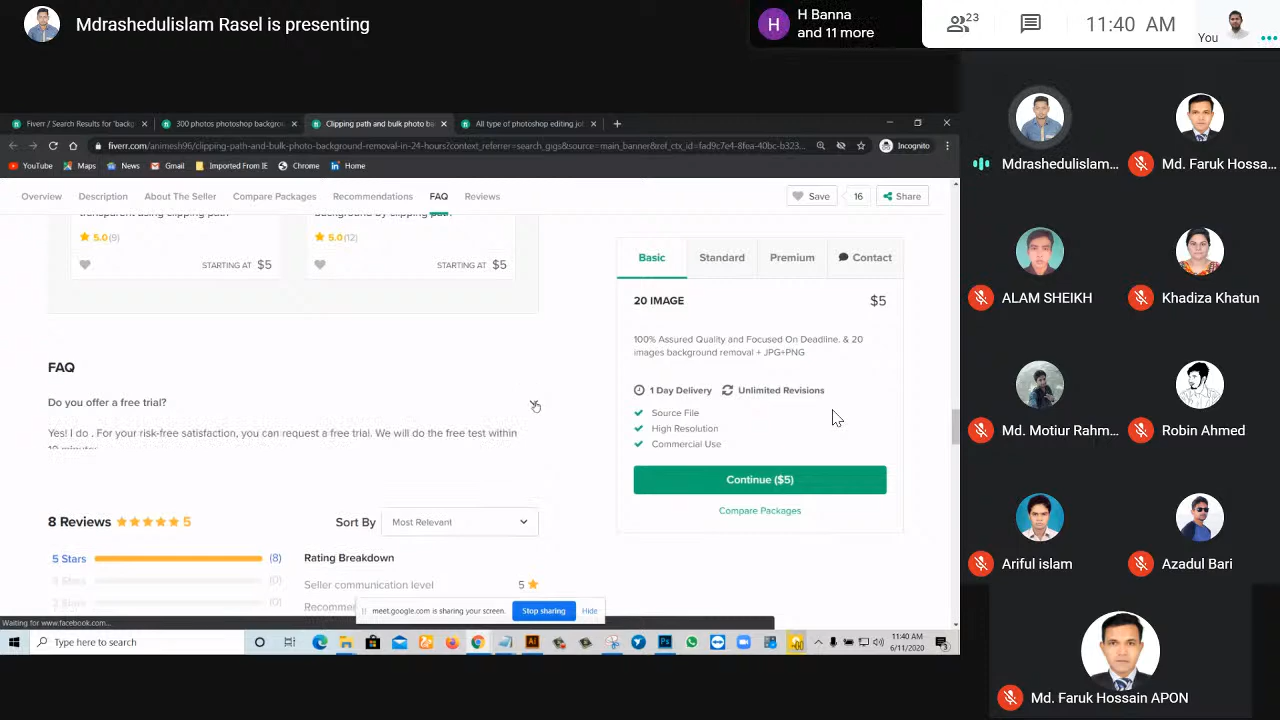 Mdrashedulislam Rasel is presenting
H
H Banna
and 11 more
23
11:40 AM
You
Fiverr / Search Results for 'backg
300 photos photoshop backgrou
Clipping path and bulk photo ba
All type of photoshop editing jo
fiverr.com/animesh96/clipping-path-and-bulk-photo-background-removal-in-24-hours?context_referrer=search_gigs&source=main_banner&ref_ctx_id=fad9c7e4-8fea-40bc-b323...
Incognito
YouTube
Maps
News
Gmail
Imported From IE
Chrome
Home
Overview
Description
About The Seller
Compare Packages
Recommendations
FAQ
Reviews
Save
16
Share
transparent using clipping path
background by clipping path.
5.0 (9)
5.0 (12)
STARTING AT $5
STARTING AT $5
Basic
Standard
Premium
Contact
20 IMAGE
$5
100% Assured Quality and Focused On Deadline. & 20
images background removal + JPG+PNG
1 Day Delivery
Unlimited Revisions
Source File
High Resolution
Commercial Use
Continue ($5)
Compare Packages
FAQ
Do you offer a free trial?
Yes! I do . For your risk-free satisfaction, you can request a free trial. We will do the free test within
8 Reviews
5
Sort By
Most Relevant
5 Stars
(8)
(0)
(0)
Rating Breakdown
Seller communication level
5
Recomme
meet.google.com is sharing your screen.
Stop sharing
Hide
Waiting for www.facebook.com...
Type here to search
11:40 AM
6/11/2020
Mdrashedulislam...
Md. Faruk Hossa...
ALAM SHEIKH
Khadiza Khatun
Md. Motiur Rahm...
Robin Ahmed
Ariful islam
Azadul Bari
Md. Faruk Hossain APON